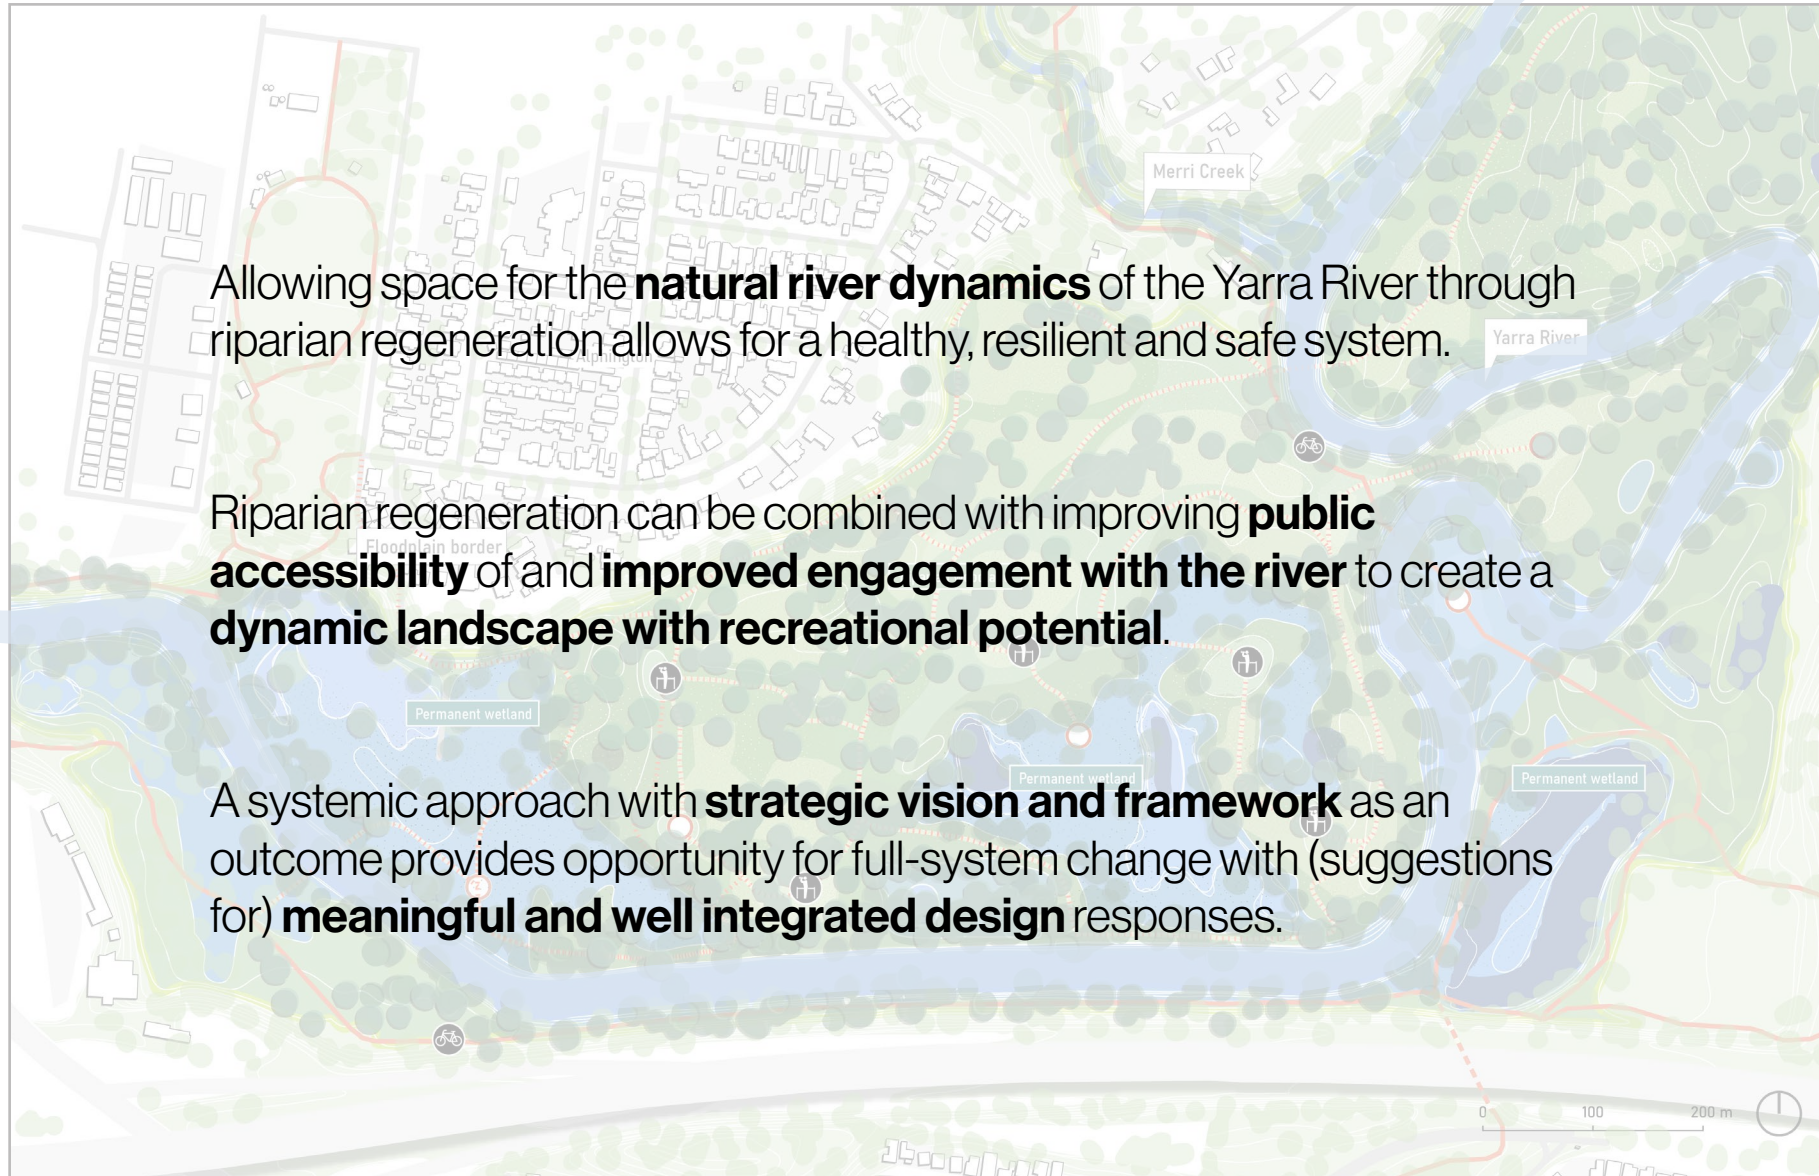 Merri Creek
Allowing space for the natural river dynamics of the Yarra River through
riparian regeneration allows for a healthy, resilient and safe system.
Yarra River
Alphington
Riparian regeneration can be combined with improving public
Floodplain border
accessibility of and improved engagement with the river to create a
dynamic landscape with recreational potential.
Permanent wetland
Permanent wetland
Permanent wetland
A systemic approach with strategic vision and framework as an
outcome provides opportunity for full-system change with (suggestions
for) meaningful and well integrated design responses.
0 100 200 m